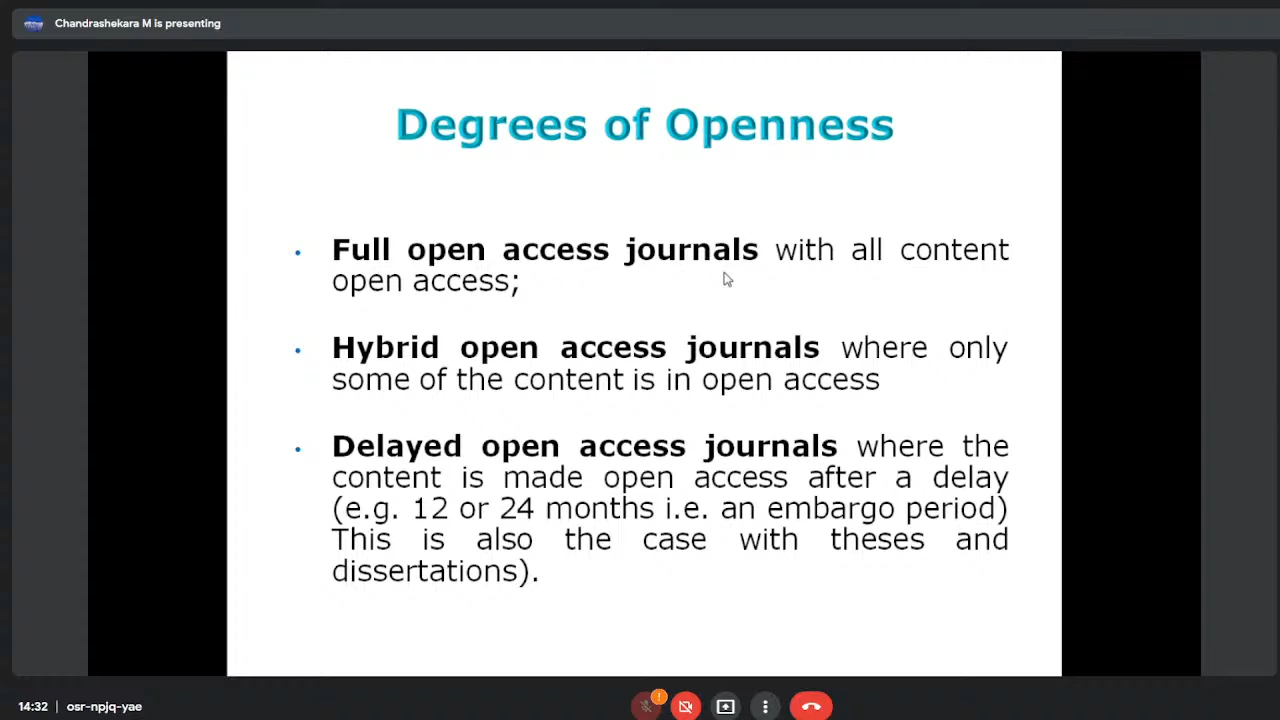 Chandrashekara M is presenting
Degrees of Openness
• Full open access journals with all content
open access;
• Hybrid open access journals where only
some of the content is in open access
• Delayed open access journals where the
content is made open access after a delay
(e.g. 12 or 24 months i.e. an embargo period)
This is also the case with theses and
dissertations).
14:32 | osr-npjq-yae
!